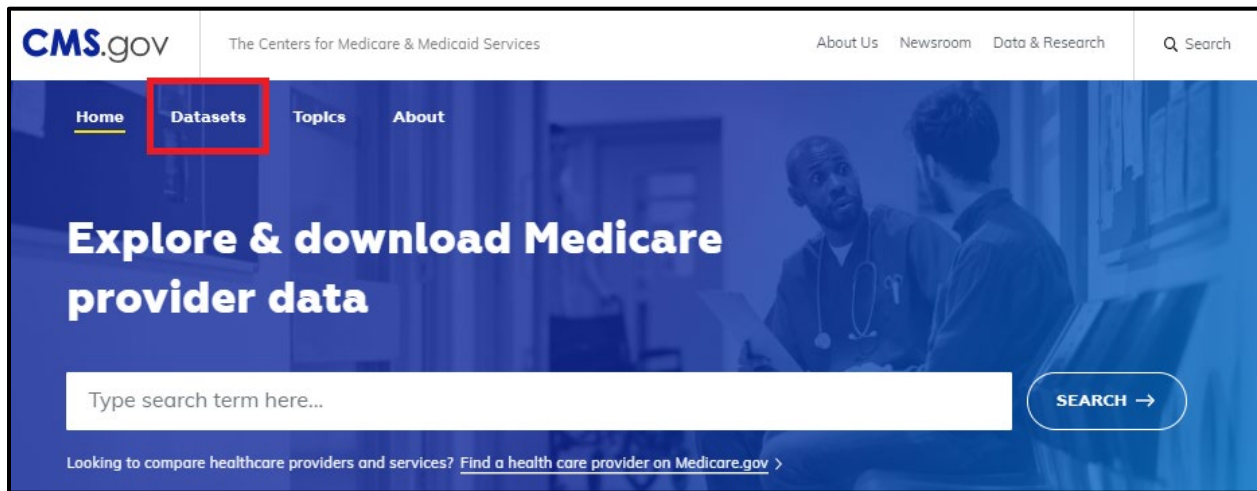 CMS.gov The Centers for Medicare & Medicaid Services About Us Newsroom Data & Research Search
Home Datasets Topics About
Explore & download Medicare
provider data
Type search term here...
SEARCH →
Looking to compare healthcare providers and services? Find a health care provider on Medicare.gov >